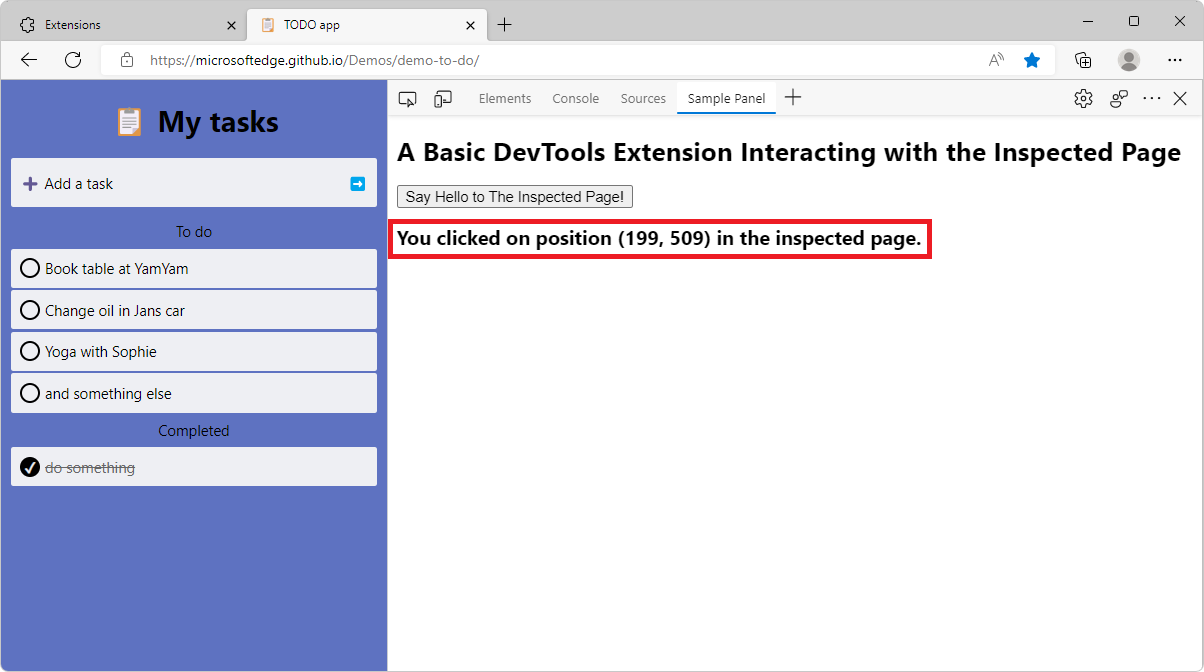 Extensions
TODO app
https://microsoftedge.github.io/Demos/demo-to-do/
My tasks
Add a task
To do
Book table at YamYam
Change oil in Jans car
Yoga with Sophie
and something else
Completed
do something
Elements Console Sources Sample Panel
A Basic DevTools Extension Interacting with the Inspected Page
Say Hello to The Inspected Page!
You clicked on position (199, 509) in the inspected page.